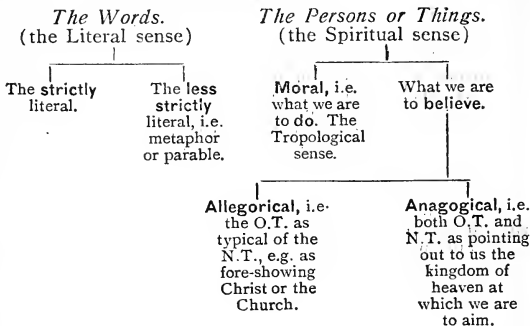 The Words.
(the Literal sense)
The Persons or Things.
(the Spiritual sense)
The strictly
literal.
The less
strictly
literal, i.e.
metaphor
or parable.
Moral, i.e.
what we are
to do. The
Tropological
sense.
What we are
to believe.
Allegorical, i.e.
the O.T. as
typical of the
N.T., e.g. as
fore-showing
Christ or the
Church.
Anagogical, i.e.
both O.T. and
N.T. as pointing
out to us the
kingdom of
heaven at
which we are
to aim.